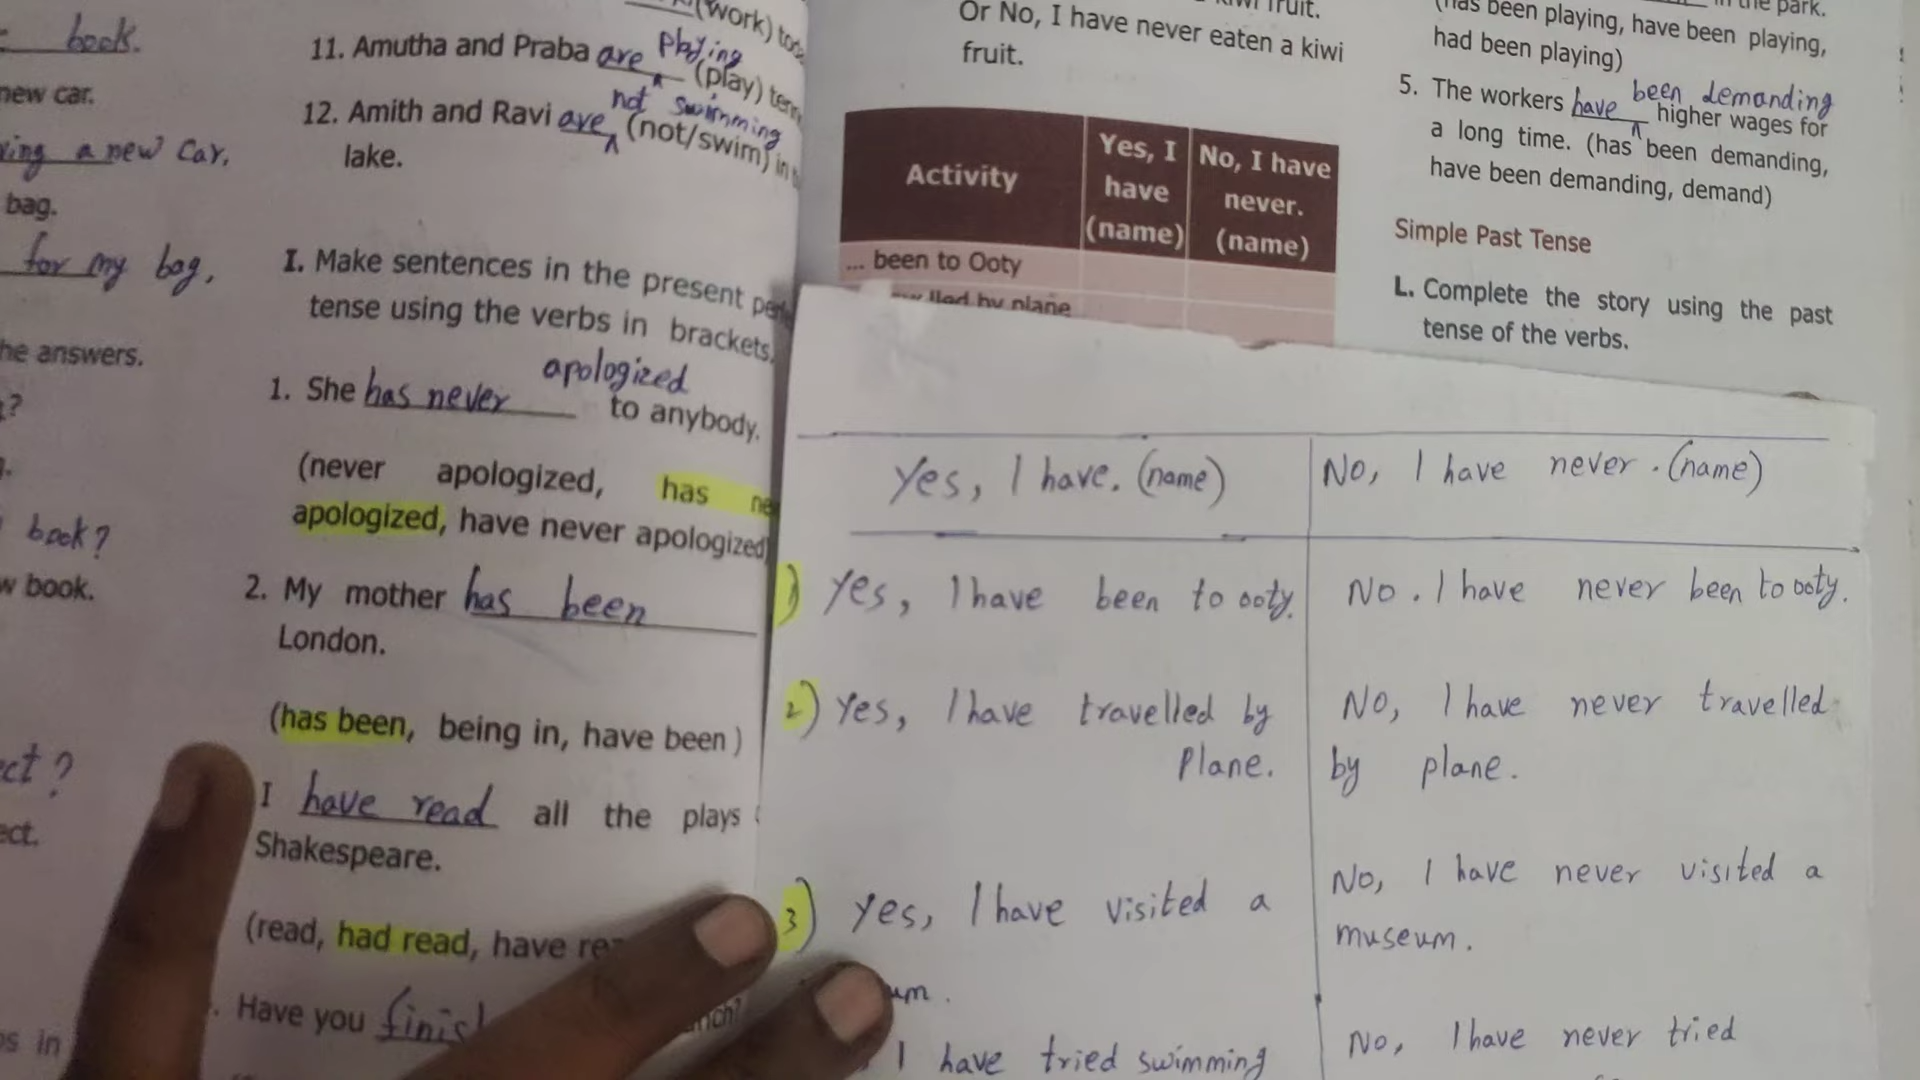 book.
new car.
a new car.
bag.
for my bag.
he answers.
book?
book.
(work)
11. Amutha and Praba are playing (play)
12. Amith and Ravi are not swimming (not/swim) in
lake.
I. Make sentences in the present
tense using the verbs in brackets.
1. She has never apologized to anybody.
(never apologized, has
apologized, have never apologized)
2. My mother has been
London.
(has been, being in, have been )
I have read all the plays
Shakespeare.
(read, had read, have
Have you
fruit.
Or No, I have never eaten a kiwi
fruit.
Activity
Yes, I
have
(name)
No, I have
never.
(name)
... been to Ooty
by plane
the park.
(has been playing, have been playing,
had been playing)
5. The workers have been demanding higher wages for
a long time. (has been demanding,
have been demanding, demand)
Simple Past Tense
L. Complete the story using the past
tense of the verbs.
Yes, I have. (name)
No, I have never. (name)
1) Yes, I have been to ooty.
No. I have never been to ooty.
2) Yes, I have travelled by
Plane.
No, I have never travelled
by plane.
3) Yes, I have visited a
No, I have never visited a
museum.
I have tried swimming
No, I have never tried